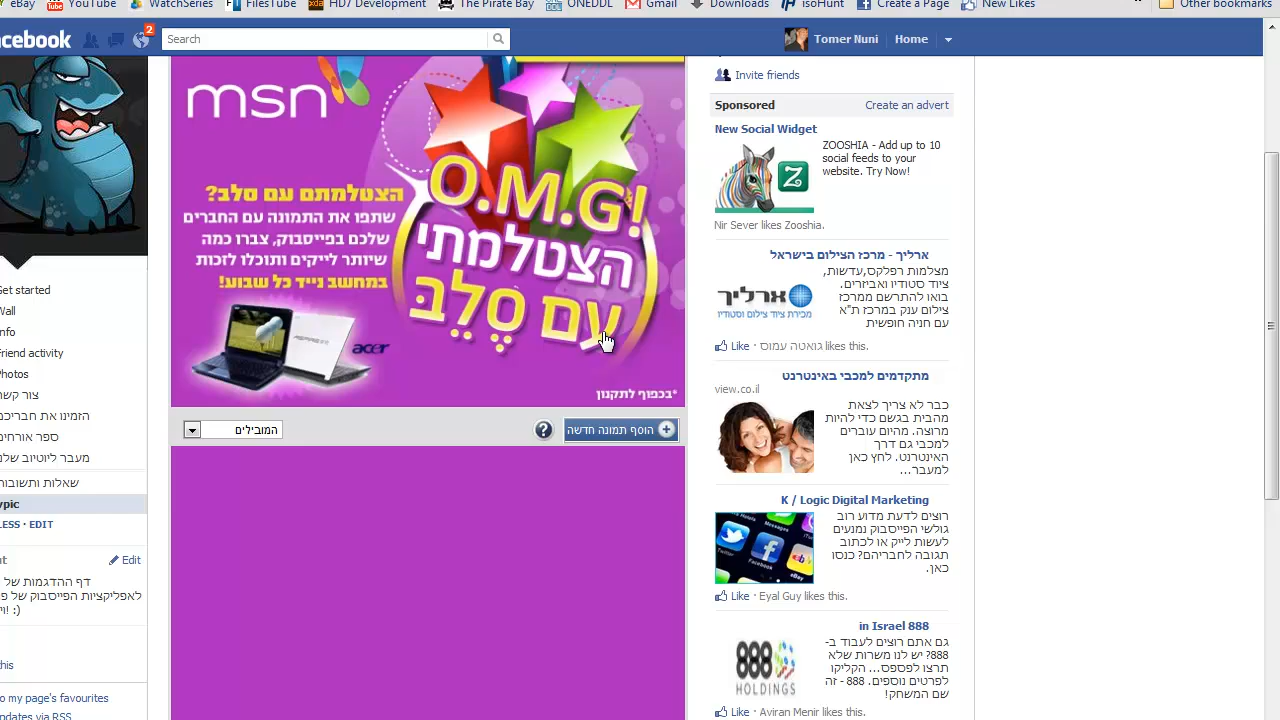 eBay YouTube WatchSeries FilesTube HD7 Development The Pirate Bay ONEDDL Gmail Downloads isoHunt Create a Page New Likes Other bookmarks
acebook 2 Search Tomer Nuni Home
msn
O.M.G!
הצטלמתי
עם סֶלֶבּ
הצטלמתם עם סלב?
שתפו את התמונה עם החברים
שלכם בפייסבוק, צברו כמה
שיותר לייקים ותוכלו לזכות
במחשב נייד כל שבוע!
acer
*בכפוף לתקנון
המובילים
?
הוסף תמונה חדשה
Get started
Wall
nfo
Friend activity
Photos
צור קשר
הזמינו את חבריכם
ספר אורחים
מעבר ליוטיוב שלנ
שאלות ותשובות
ypic
LESS · EDIT
Edit
דף ההדגמות של
לאפליקציות הפייסבוק של פ
this
o my page's favourites
pdates via RSS
Invite friends
Sponsored Create an advert
New Social Widget
ZOOSHIA - Add up to 10
social feeds to your
website. Try Now!
Nir Sever likes Zooshia.
ארליך - מרכז הצילום בישראל
מצלמות רפלקס,עדשות,
ציוד סטודיו ואביזרים.
בואו להתרשם ממרכז
צילום ענק במרכז ת"א
עם חניה חופשית
ארליך
מכירת ציוד צילום וסטודיו
Like · גואטה עמוס likes this.
מתקדמים למכבי באינטרנט
view.co.il
כבר לא צריך לצאת
מהבית בגשם כדי להיות
מרוצה. מהיום עוברים
למכבי גם דרך
האינטרנט. לחץ כאן
למעבר...
K / Logic Digital Marketing
רוצים לדעת מדוע רוב
גולשי הפייסבוק נמנעים
לעשות לייק או לכתוב
תגובה לחבריהם? כנסו
כאן.
Messages
Twitter
Facebook
eBay
Like · Eyal Guy likes this.
in Israel 888
גם אתם רוצים לעבוד ב-
888? יש לנו משרות שלא
תרצו לפספס... הקליקו
לפרטים נוספים. 888 - זה
שם המשחק!
888
HOLDINGS
Like · Aviran Menir likes this.